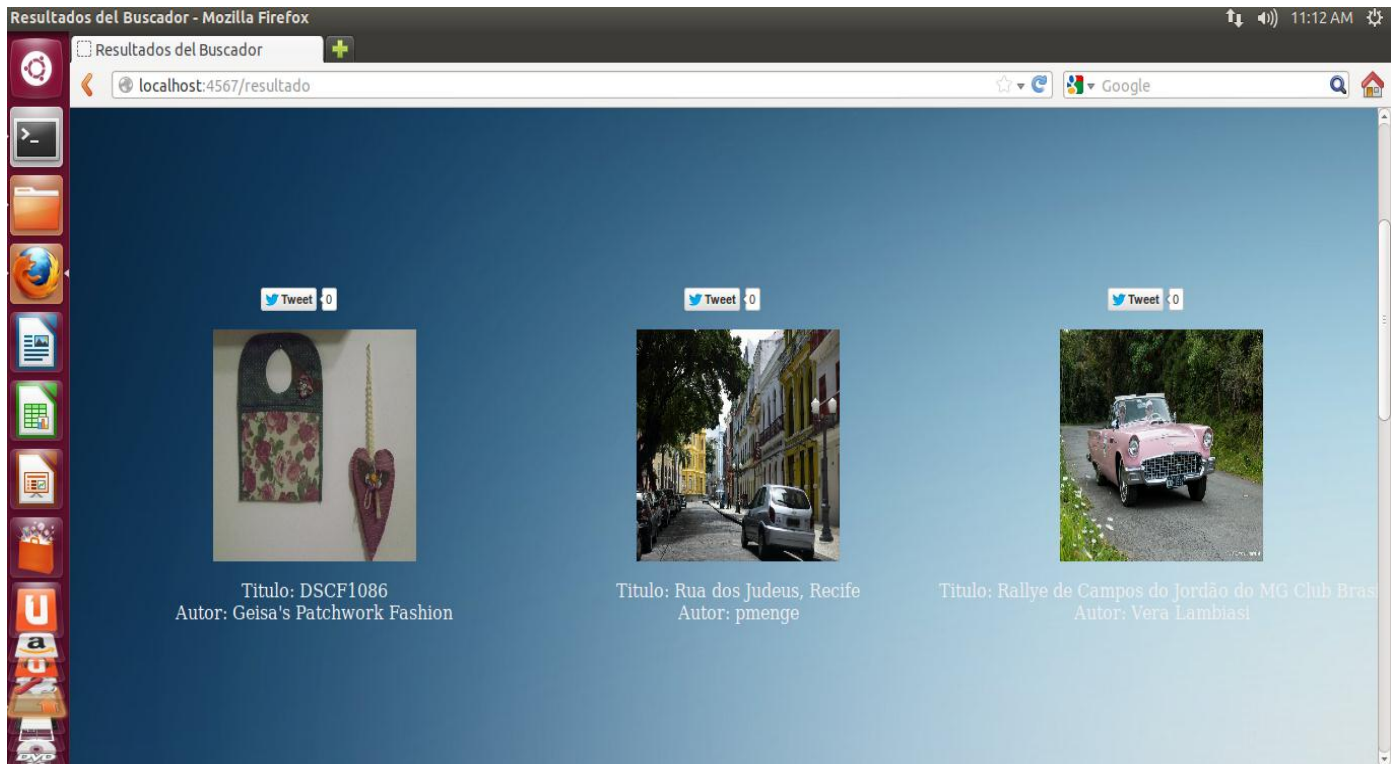 Resultados del Buscador - Mozilla Firefox
11:12 AM
Resultados del Buscador
localhost:4567/resultado
Google
Tweet 0
Tweet 0
Tweet 0
Titulo: DSCF1086
Autor: Geisa's Patchwork Fashion
Titulo: Rua dos Judeus, Recife
Autor: pmenge
Titulo: Rallye de Campos do Jordão do MG Club Bras
Autor: Vera Lambiasi
>_
U
a
u
DVD